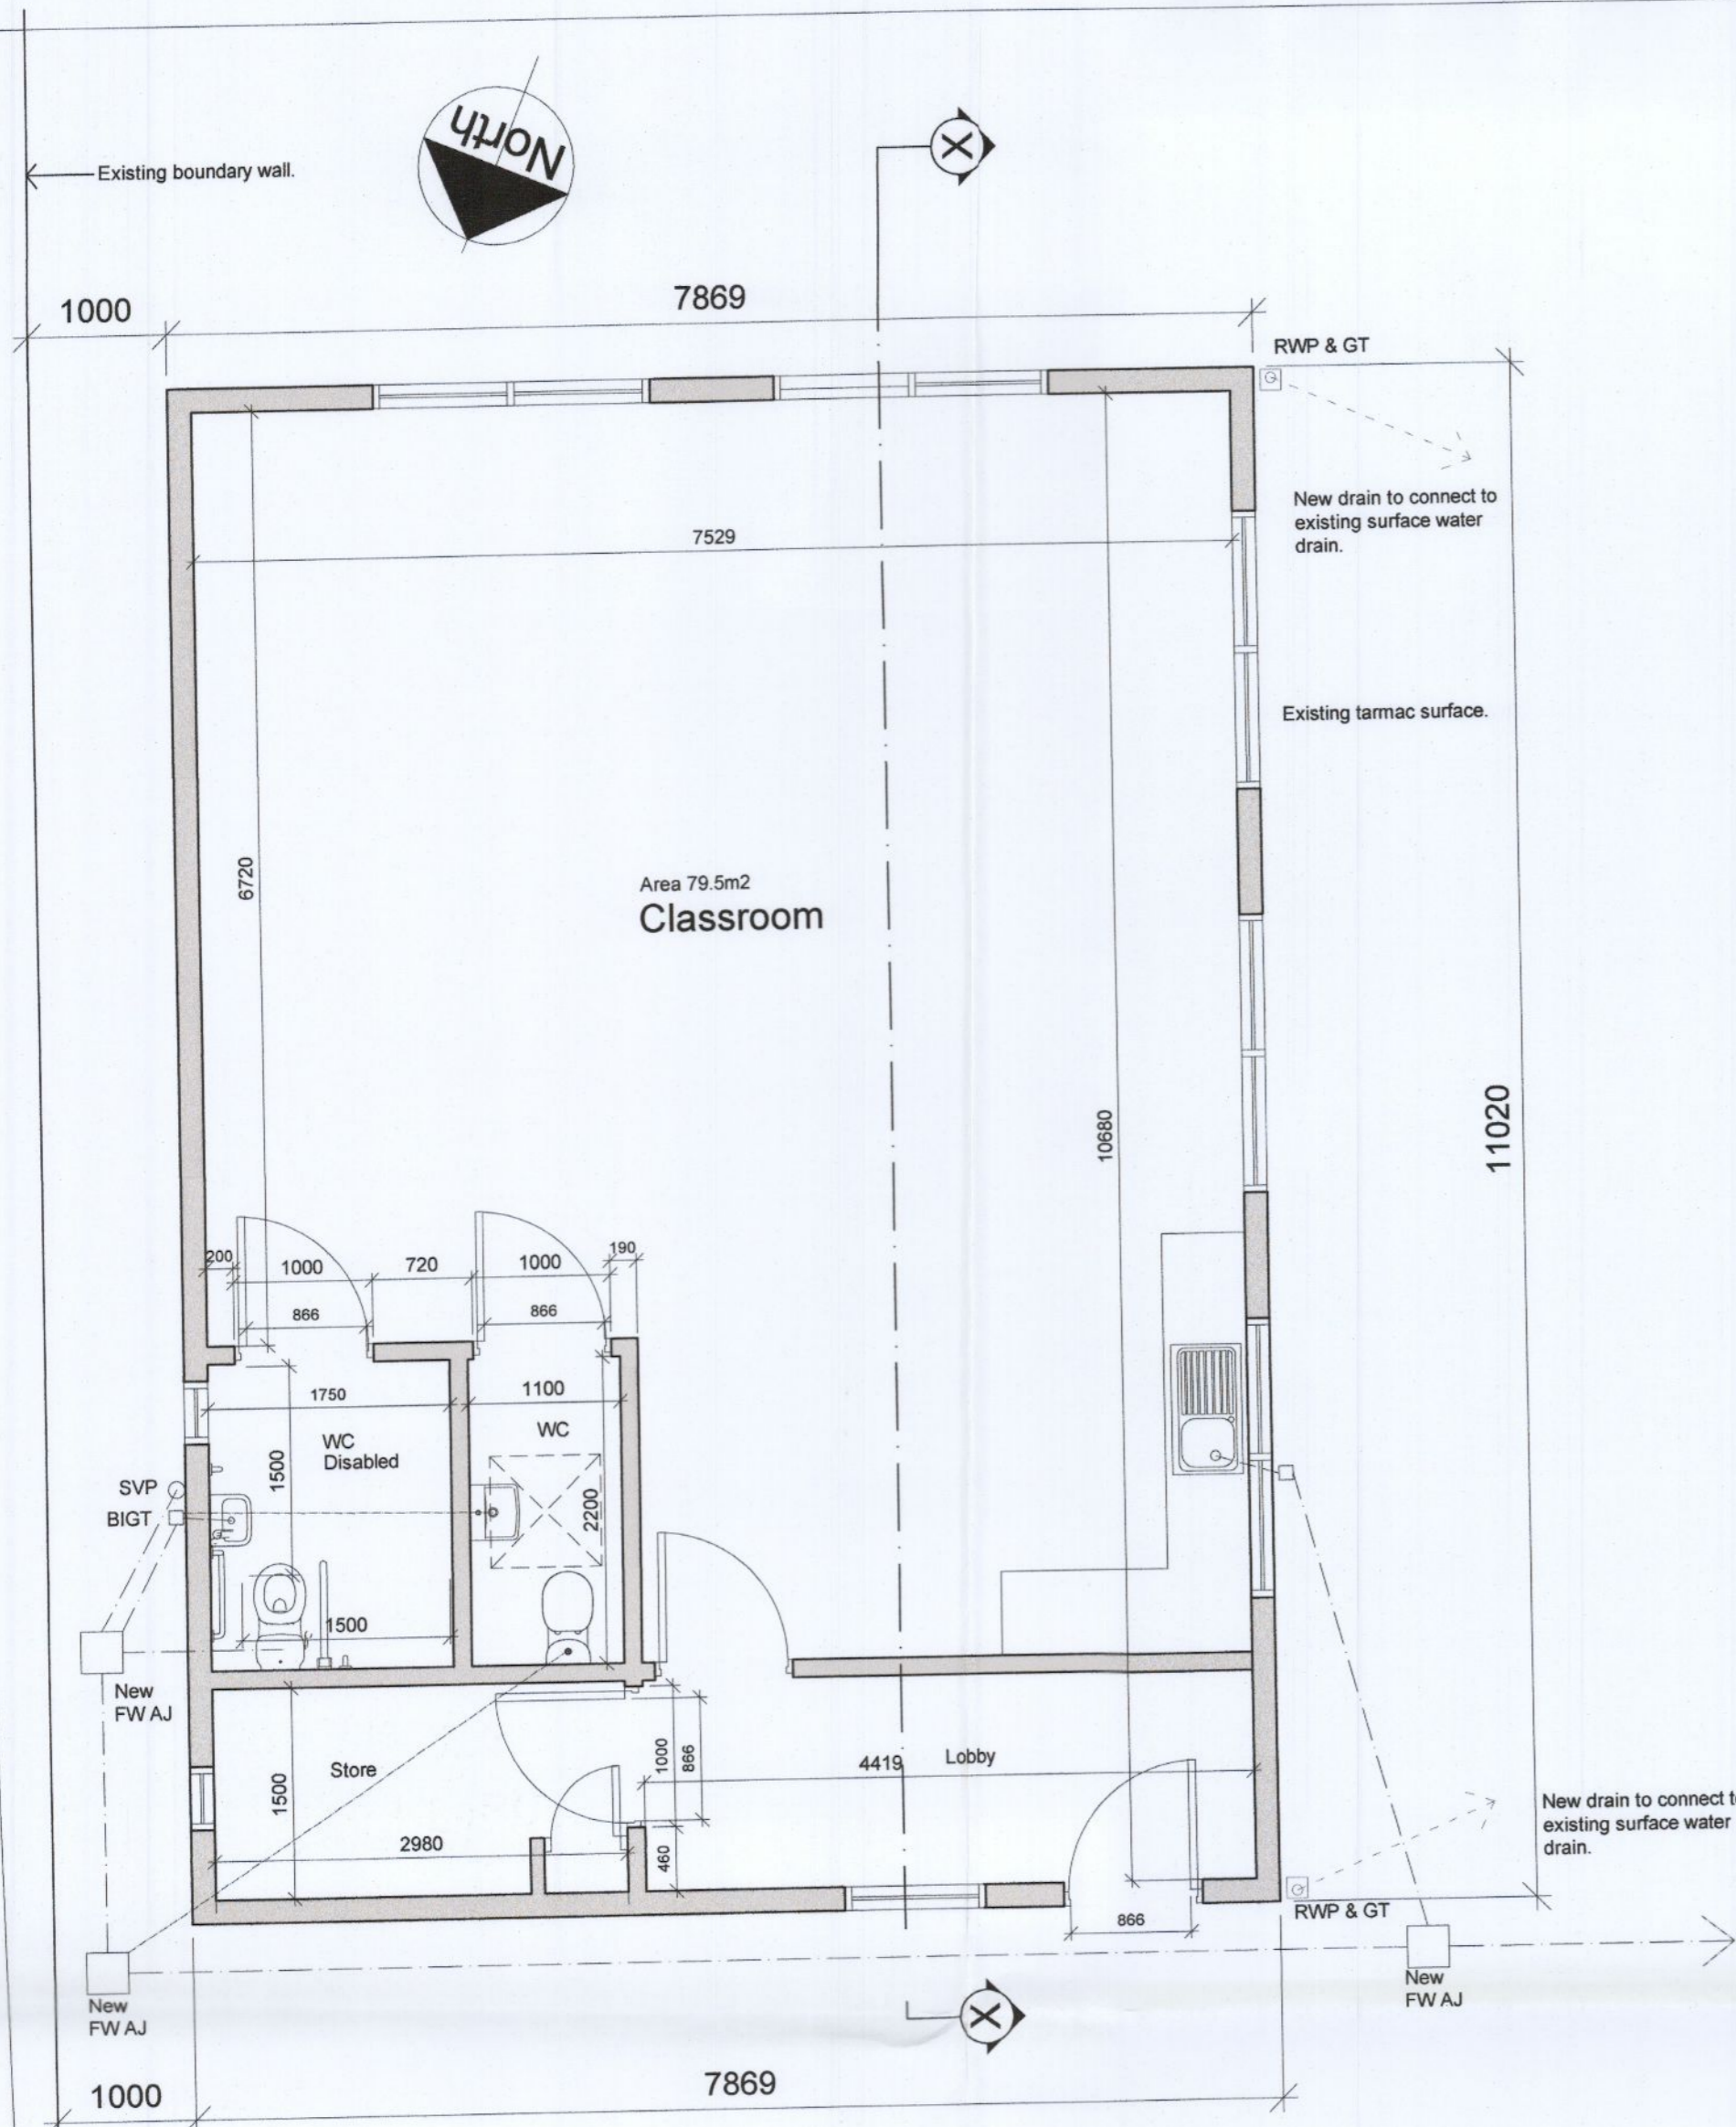 North
X
Existing boundary wall.
1000
7869
RWP & GT
New drain to connect to
existing surface water
drain.
7529
Existing tarmac surface.
6720
Area 79.5m2
Classroom
10680
11020
200
1000
720
1000
190
866
866
1750
1100
WC
WC
Disabled
1500
2200
SVP
BIGT
1500
New
FW AJ
Store
1500
2980
1000
866
460
4419
Lobby
New drain to connect to
existing surface water
drain.
RWP & GT
866
New
FW AJ
New
FW AJ
X
1000
7869